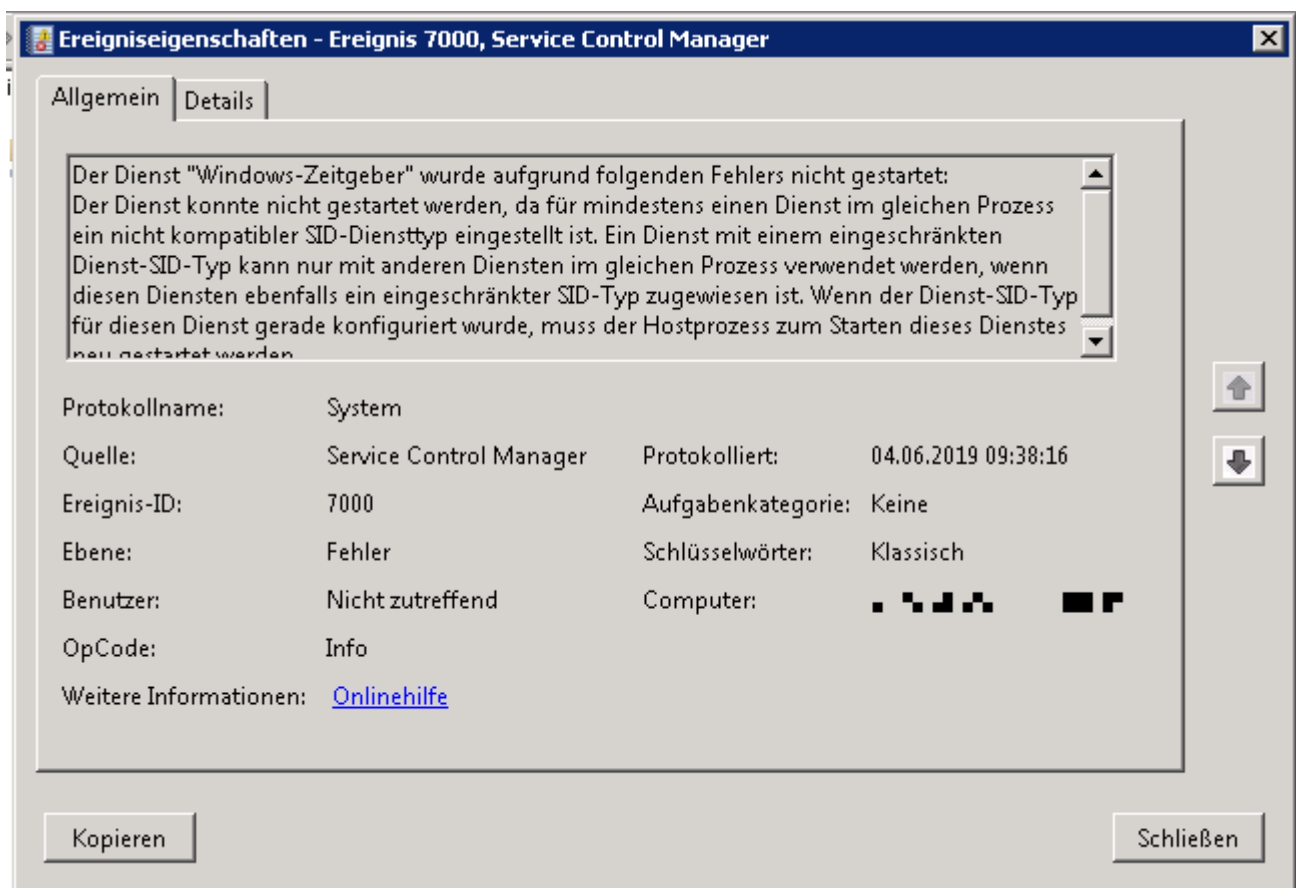 Ereigniseigenschaften - Ereignis 7000, Service Control Manager
Allgemein
Details
Der Dienst "Windows-Zeitgeber" wurde aufgrund folgenden Fehlers nicht gestartet:
Der Dienst konnte nicht gestartet werden, da für mindestens einen Dienst im gleichen Prozess
ein nicht kompatibler SID-Diensttyp eingestellt ist. Ein Dienst mit einem eingeschränkten
Dienst-SID-Typ kann nur mit anderen Diensten im gleichen Prozess verwendet werden, wenn
diesen Diensten ebenfalls ein eingeschränkter SID-Typ zugewiesen ist. Wenn der Dienst-SID-Typ
für diesen Dienst gerade konfiguriert wurde, muss der Hostprozess zum Starten dieses Dienstes
neu gestartet werden
Protokollname: System
Quelle: Service Control Manager Protokolliert: 04.06.2019 09:38:16
Ereignis-ID: 7000 Aufgabenkategorie: Keine
Ebene: Fehler Schlüsselwörter: Klassisch
Benutzer: Nicht zutreffend Computer:
OpCode: Info
Weitere Informationen: Onlinehilfe
Kopieren
Schließen